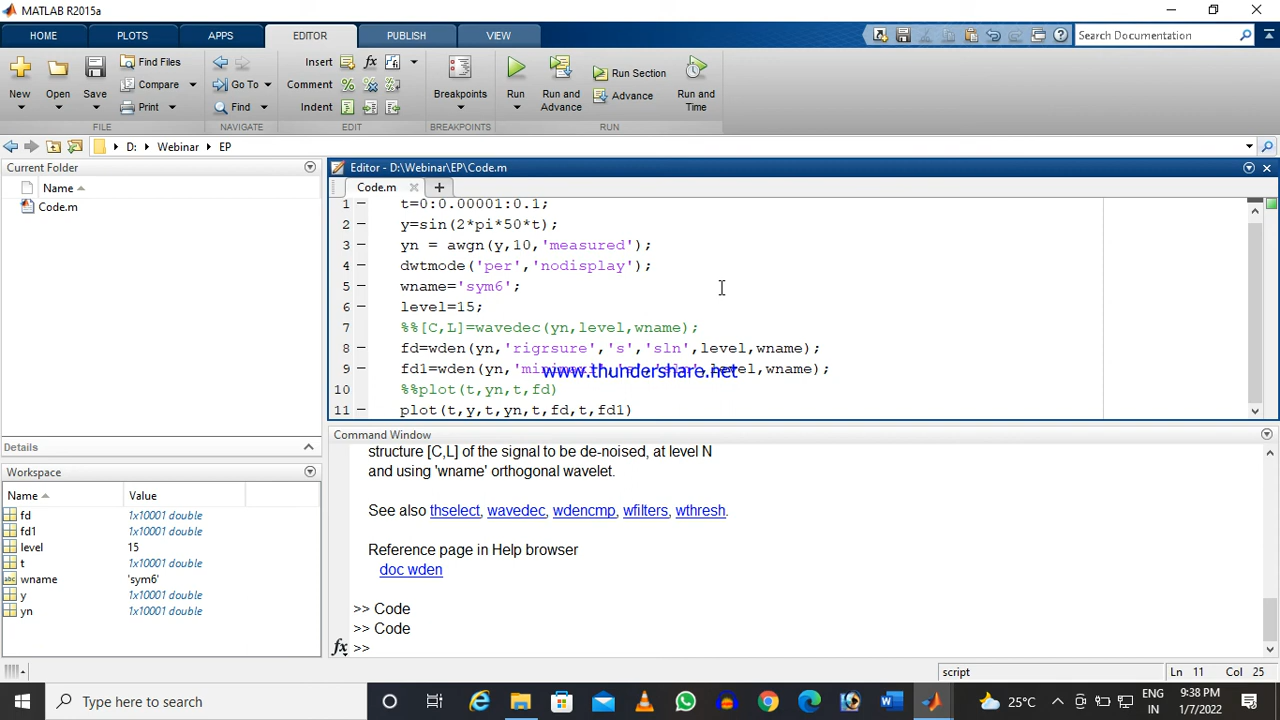 MATLAB R2015a
HOME PLOTS APPS EDITOR PUBLISH VIEW
Search Documentation
New Open Save Find Files Compare Print
FILE
Go To Find
NAVIGATE
Insert fx
Comment
Indent
EDIT
Breakpoints
BREAKPOINTS
Run Run and Advance Run Section Advance Run and Time
RUN
D: Webinar EP
Current Folder
Name
Code.m
Details
Workspace
Name Value
fd 1x10001 double
fd1 1x10001 double
level 15
t 1x10001 double
wname 'sym6'
y 1x10001 double
yn 1x10001 double
Editor - D:\Webinar\EP\Code.m
Code.m
1 t=0:0.00001:0.1;
2 y=sin(2*pi*50*t);
3 yn = awgn(y,10,'measured');
4 dwtmode('per','nodisplay');
5 wname='sym6';
6 level=15;
7 %%[C,L]=wavedec(yn,level,wname);
8 fd=wden(yn,'rigrsure','s','sln',level,wname);
9 fd1=wden(yn, level,wname);
www.thundershare.net
10 %%plot(t,yn,t,fd)
11 plot(t,y,t,yn,t,fd,t,fd1)
Command Window
structure [C,L] of the signal to be de-noised, at level N
and using 'wname' orthogonal wavelet.
See also thselect, wavedec, wdencmp, wfilters, wthresh.
Reference page in Help browser
doc wden
>> Code
>> Code
fx >>
script Ln 11 Col 25
Type here to search
25°C
ENG
IN
9:38 PM
1/7/2022